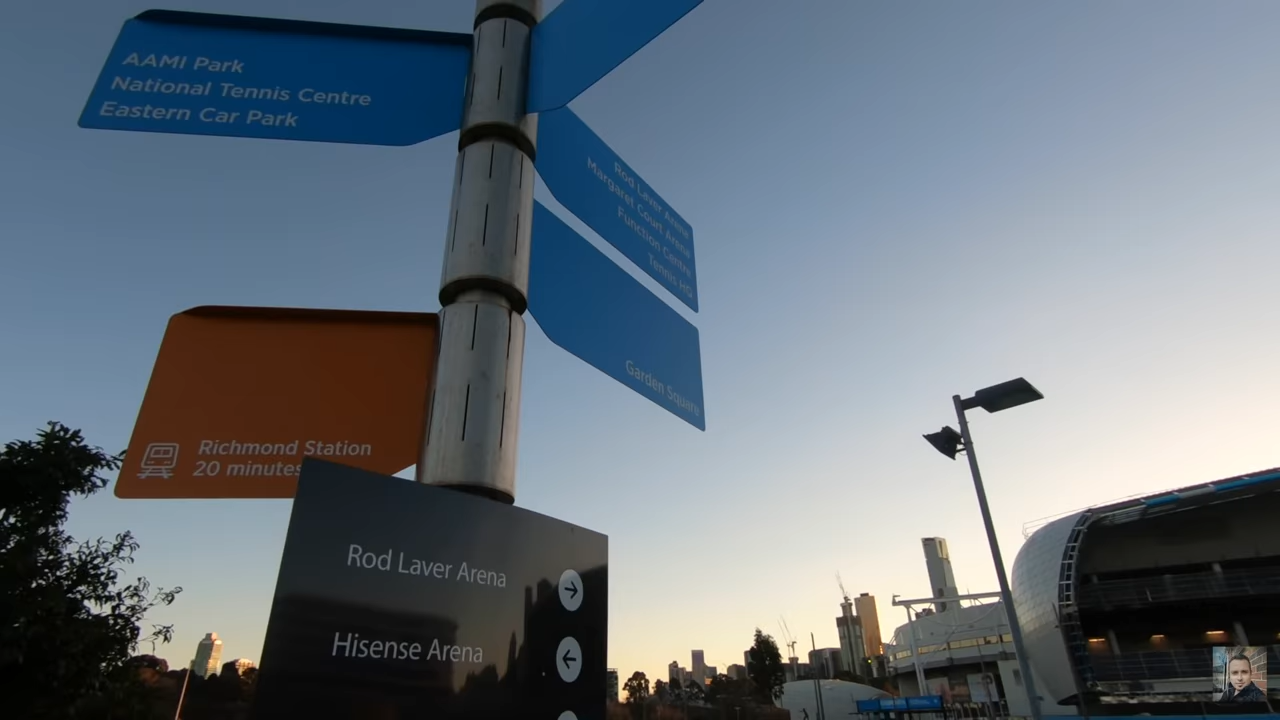 AAMI Park
National Tennis Centre
Eastern Car Park
Rod Laver Arena
Margaret Court Arena
Function Centre
Tennis HQ
Garden Square
Richmond Station
20 minutes
Rod Laver Arena
Hisense Arena